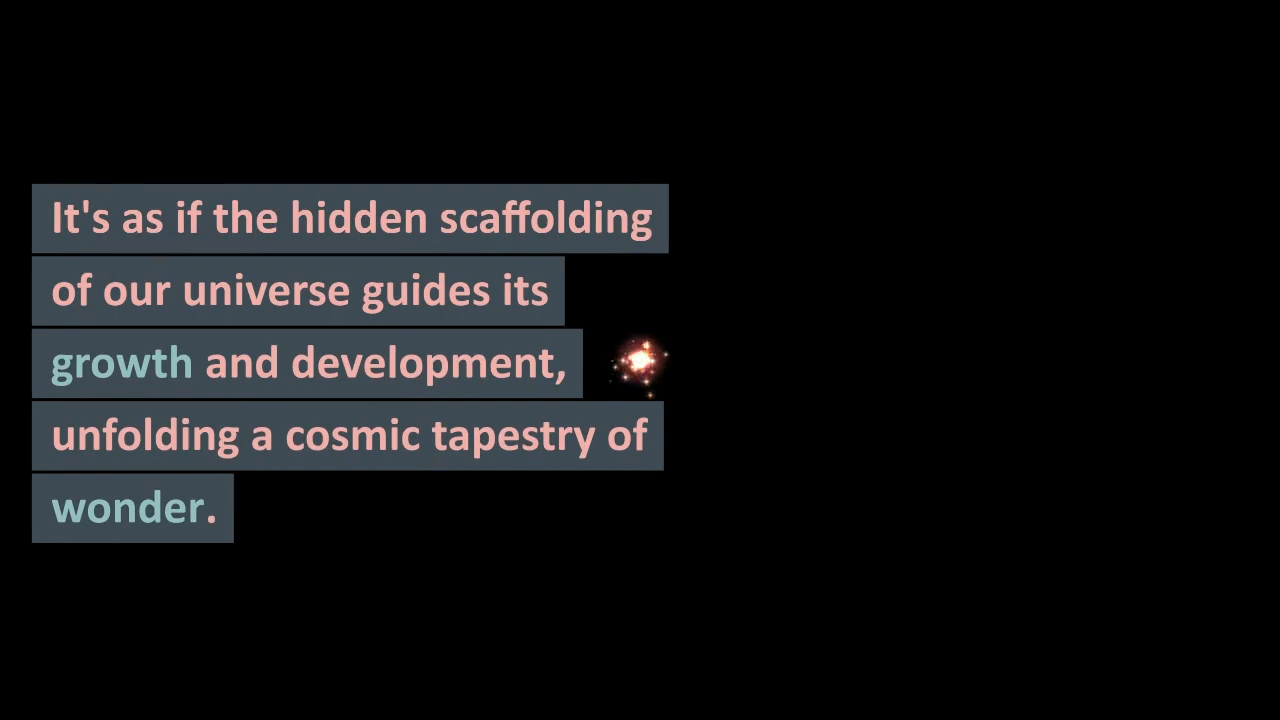 It's as if the hidden scaffolding
of our universe guides its
growth and development,
unfolding a cosmic tapestry of
wonder.